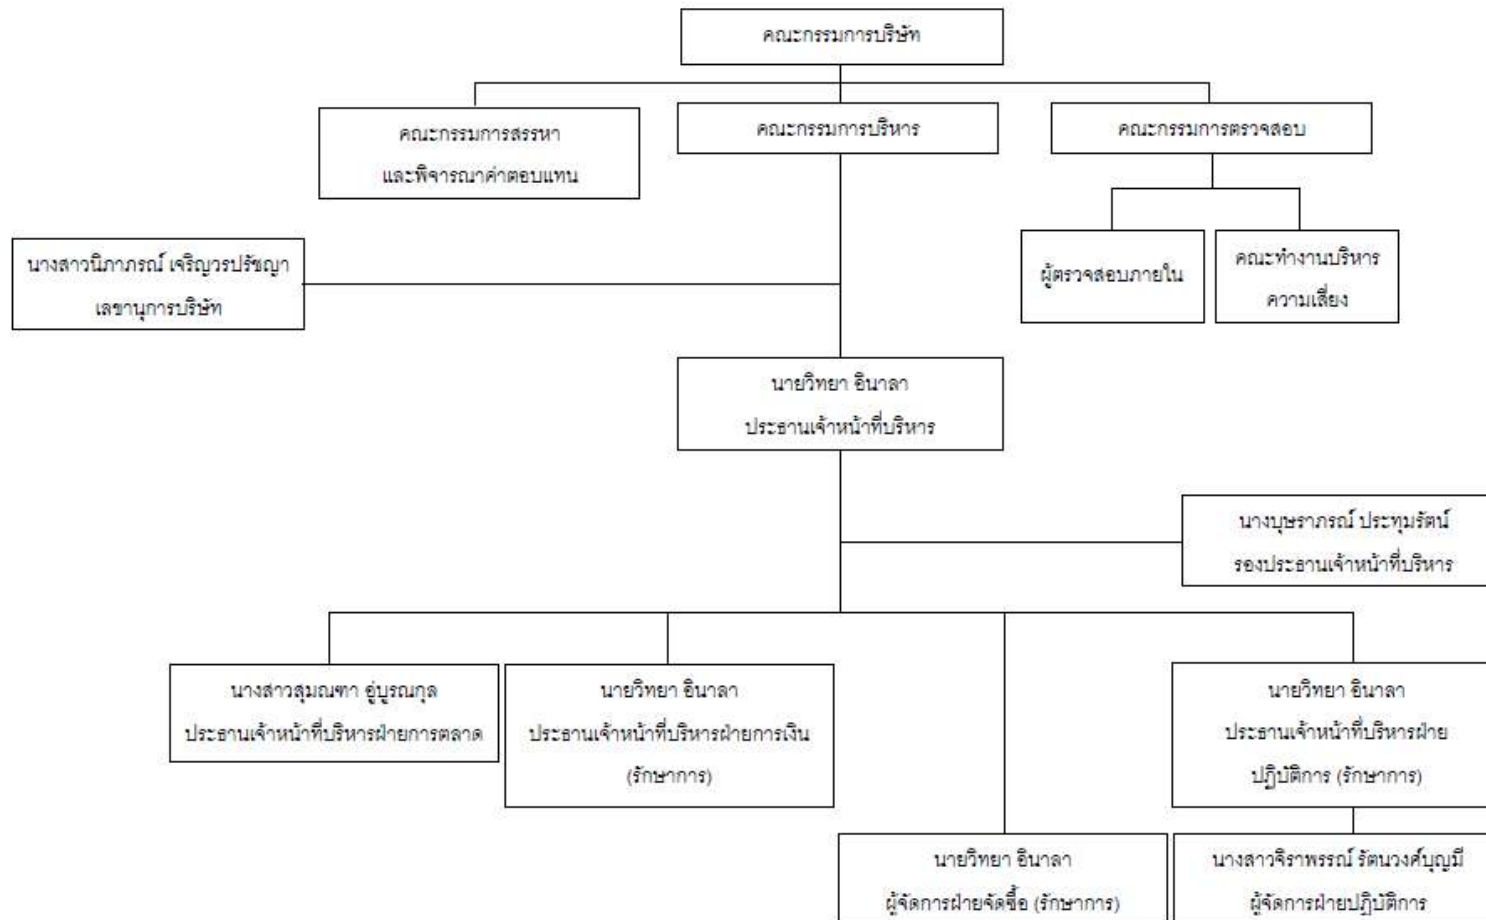 คณะกรรมการบริษัท
คณะกรรมการสรรหา
และพิจารณาค่าตอบแทน
คณะกรรมการบริหาร
คณะกรรมการตรวจสอบ
นางสาวนิภาภรณ์ เจริญวรปรัชญา
เลขานุการบริษัท
ผู้ตรวจสอบภายใน
คณะทำงานบริหาร
ความเสี่ยง
นายวิทยา อินาลา
ประธานเจ้าหน้าที่บริหาร
นางบุษราภรณ์ ประทุมรัตน์
รองประธานเจ้าหน้าที่บริหาร
นางสาวสุมณฑา อู่บูรณกุล
ประธานเจ้าหน้าที่บริหารฝ่ายการตลาด
นายวิทยา อินาลา
ประธานเจ้าหน้าที่บริหารฝ่ายการเงิน
(รักษาการ)
นายวิทยา อินาลา
ประธานเจ้าหน้าที่บริหารฝ่าย
ปฏิบัติการ (รักษาการ)
นายวิทยา อินาลา
ผู้จัดการฝ่ายจัดซื้อ (รักษาการ)
นางสาวจิราพรรณ์ รัตนวงศ์บุญมี
ผู้จัดการฝ่ายปฏิบัติการ